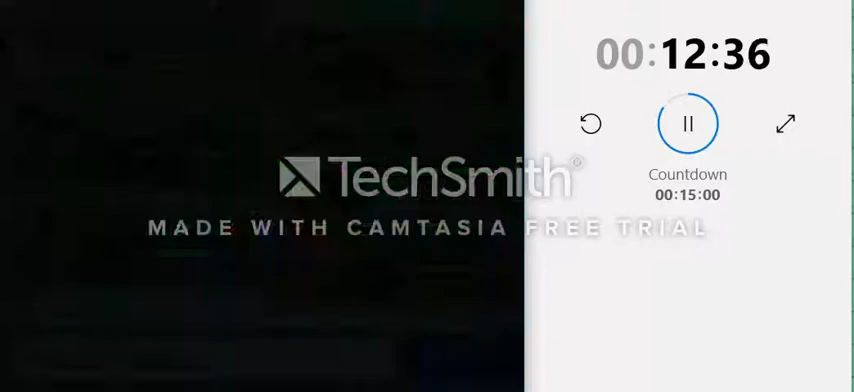 00:12:36
Countdown
00:15:00
TechSmith®
MADE WITH CAMTASIA FREE TRIAL